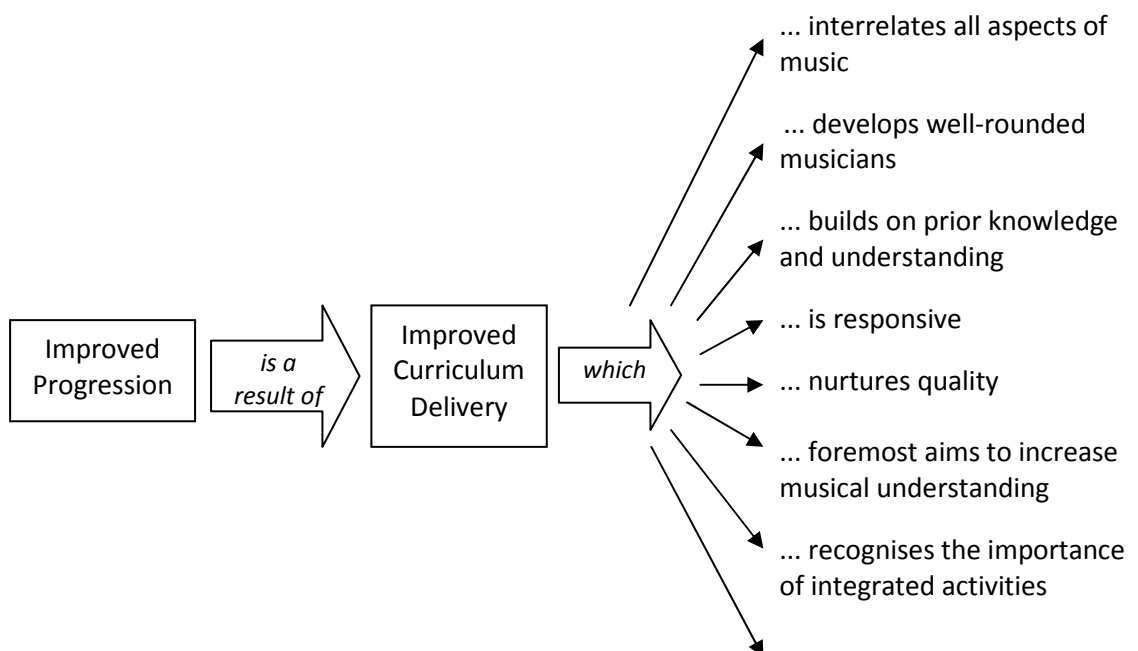 ... interrelates all aspects of
music
... develops well-rounded
musicians
... builds on prior knowledge
and understanding
... is responsive
... nurtures quality
... foremost aims to increase
musical understanding
... recognises the importance
of integrated activities
Improved
Progression
is a
result of
Improved
Curriculum
Delivery
which